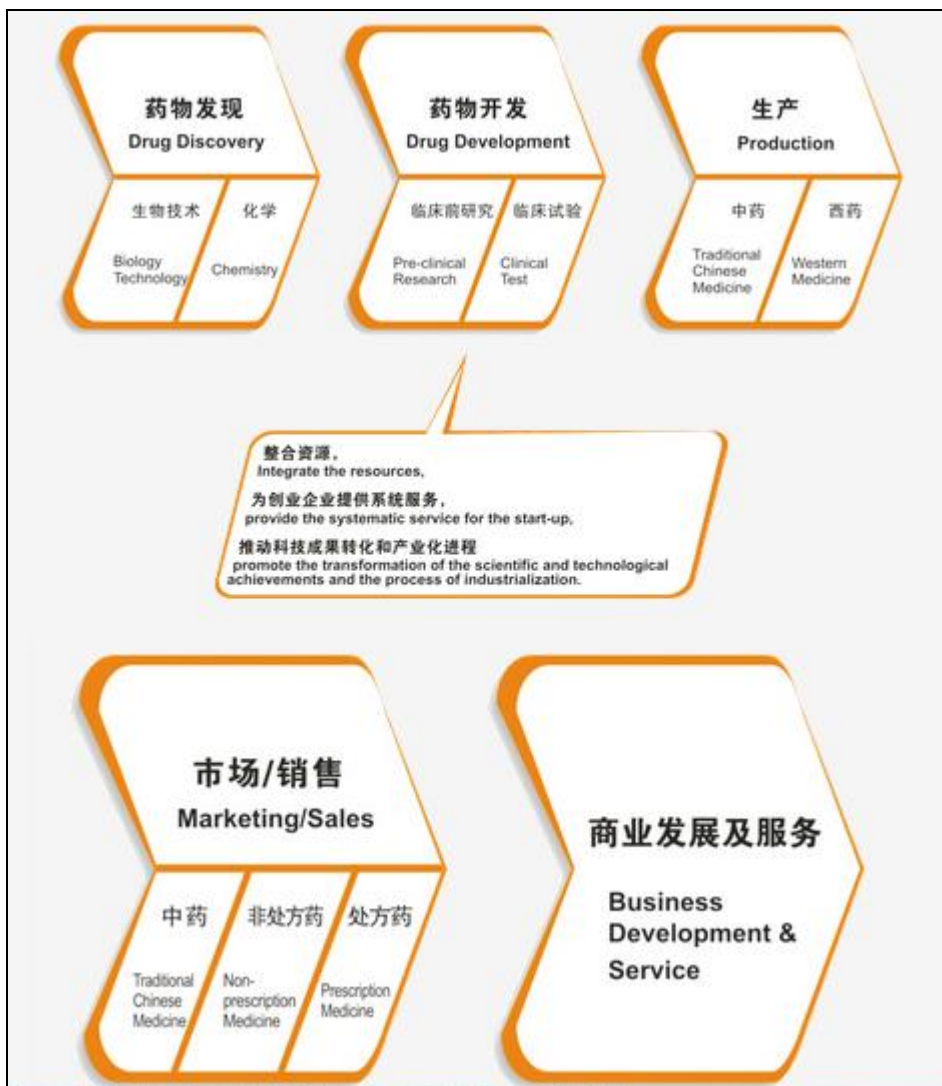 药物发现
Drug Discovery
生物技术
化学
Biology
Technology
Chemistry
药物开发
Drug Development
临床前研究
临床试验
Pre-clinical
Research
Clinical
Test
生产
Production
中药
西药
Traditional
Chinese
Medicine
Western
Medicine
整合资源，
Integrate the resources,
为创业企业提供系统服务，
provide the systematic service for the start-up,
推动科技成果转化和产业化进程
promote the transformation of the scientific and technological
achievements and the process of industrialization.
市场/销售
Marketing/Sales
中药
非处方药
处方药
Traditional
Chinese
Medicine
Non-
prescription
Medicine
Prescription
Medicine
商业发展及服务
Business
Development &
Service